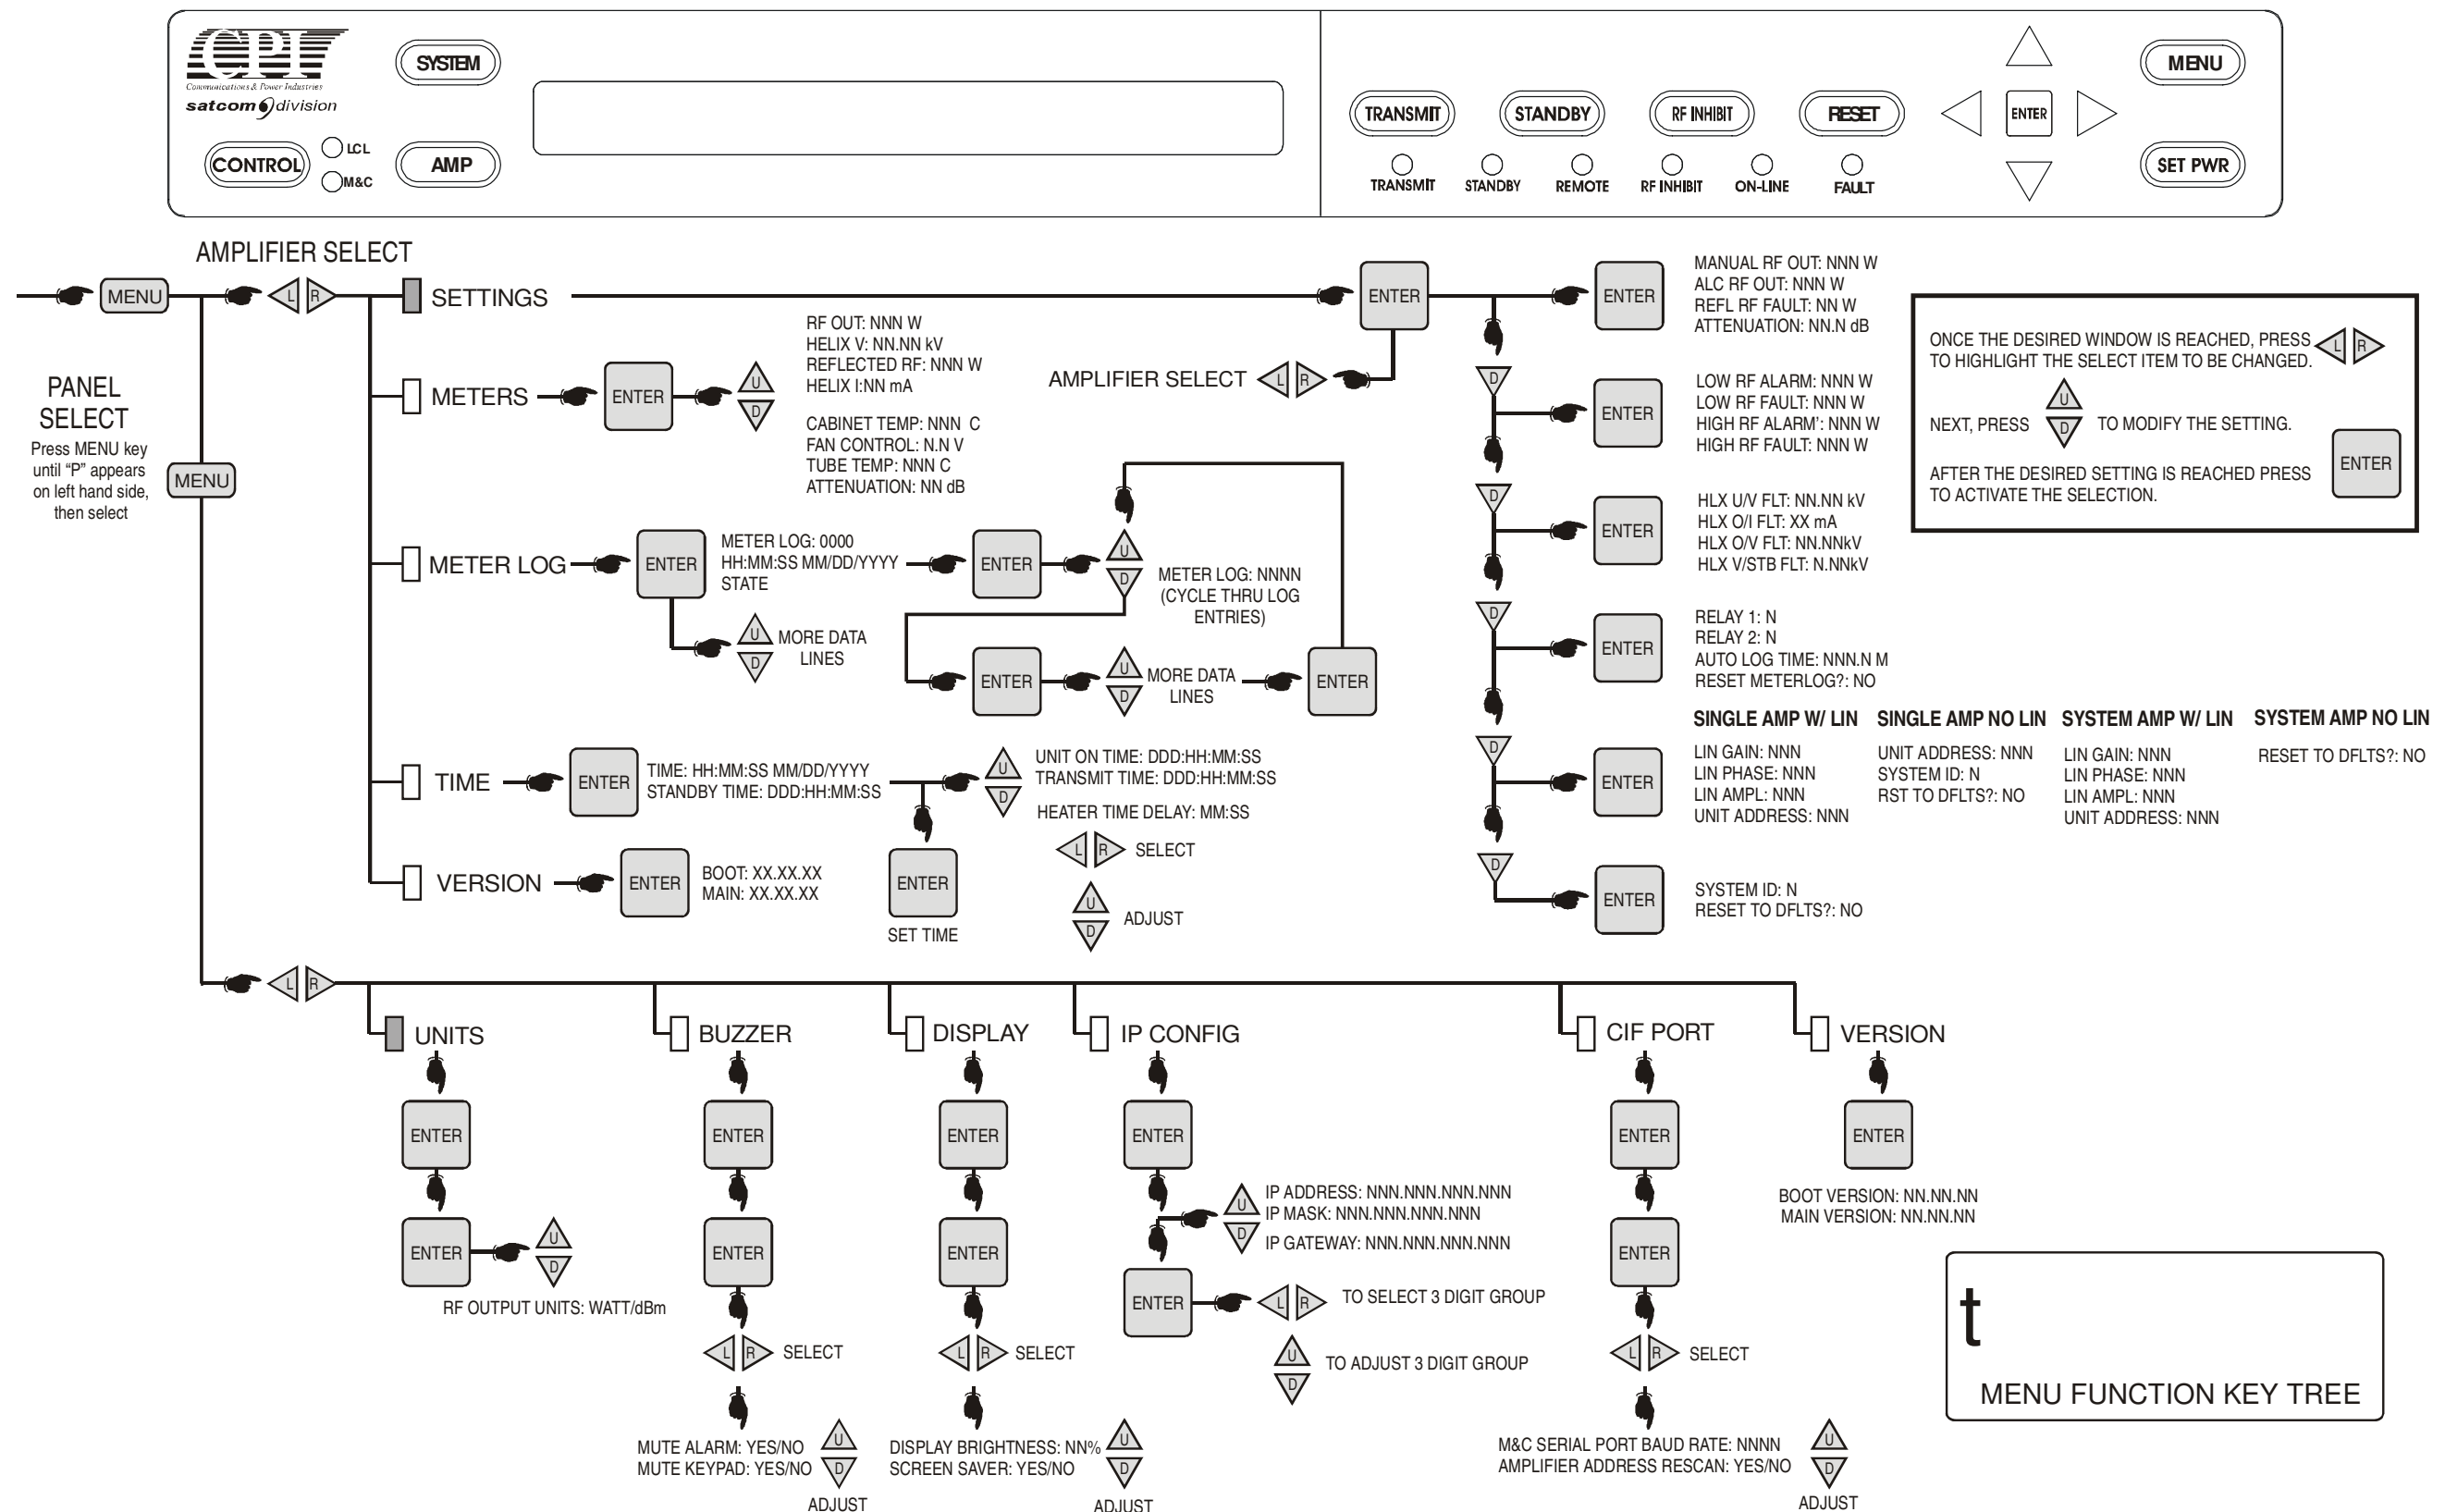 CPI
Communications & Power Industries
satcom division
SYSTEM
CONTROL
LCL
M&C
AMP
TRANSMIT
STANDBY
RF INHIBIT
RESET
TRANSMIT
STANDBY
REMOTE
RF INHIBIT
ON-LINE
FAULT
ENTER
MENU
SET PWR
AMPLIFIER SELECT
MENU
L R
PANEL
SELECT
Press MENU key
until “P” appears
on left hand side,
then select
MENU
SETTINGS
ENTER
AMPLIFIER SELECT
L R
METERS
ENTER
U
D
RF OUT: NNN W
HELIX V: NN.NN kV
REFLECTED RF: NNN W
HELIX I:NN mA
CABINET TEMP: NNN C
FAN CONTROL: N.N V
TUBE TEMP: NNN C
ATTENUATION: NN dB
METER LOG
ENTER
METER LOG: 0000
HH:MM:SS MM/DD/YYYY
STATE
U
D
MORE DATA
LINES
ENTER
U
D
METER LOG: NNNN
(CYCLE THRU LOG
ENTRIES)
ENTER
U
D
MORE DATA
LINES
ENTER
TIME
ENTER
TIME: HH:MM:SS MM/DD/YYYY
STANDBY TIME: DDD:HH:MM:SS
U
D
UNIT ON TIME: DDD:HH:MM:SS
TRANSMIT TIME: DDD:HH:MM:SS
HEATER TIME DELAY: MM:SS
L R SELECT
U
D
ADJUST
ENTER
SET TIME
VERSION
ENTER
BOOT: XX.XX.XX
MAIN: XX.XX.XX
ENTER
MANUAL RF OUT: NNN W
ALC RF OUT: NNN W
REFL RF FAULT: NN W
ATTENUATION: NN.N dB
D
ENTER
LOW RF ALARM: NNN W
LOW RF FAULT: NNN W
HIGH RF ALARM’: NNN W
HIGH RF FAULT: NNN W
D
ENTER
HLX U/V FLT: NN.NN kV
HLX O/I FLT: XX mA
HLX O/V FLT: NN.NNkV
HLX V/STB FLT: N.NNkV
D
ENTER
RELAY 1: N
RELAY 2: N
AUTO LOG TIME: NNN.N M
RESET METERLOG?: NO
D
ENTER
SINGLE AMP W/ LIN
LIN GAIN: NNN
LIN PHASE: NNN
LIN AMPL: NNN
UNIT ADDRESS: NNN
SINGLE AMP NO LIN
UNIT ADDRESS: NNN
SYSTEM ID: N
RST TO DFLTS?: NO
SYSTEM AMP W/ LIN
LIN GAIN: NNN
LIN PHASE: NNN
LIN AMPL: NNN
UNIT ADDRESS: NNN
SYSTEM AMP NO LIN
RESET TO DFLTS?: NO
D
ENTER
SYSTEM ID: N
RESET TO DFLTS?: NO
ONCE THE DESIRED WINDOW IS REACHED, PRESS L R
TO HIGHLIGHT THE SELECT ITEM TO BE CHANGED.
U
NEXT, PRESS D TO MODIFY THE SETTING.
AFTER THE DESIRED SETTING IS REACHED PRESS
TO ACTIVATE THE SELECTION.
ENTER
L R
UNITS
ENTER
ENTER
U
D
RF OUTPUT UNITS: WATT/dBm
BUZZER
ENTER
ENTER
L R SELECT
MUTE ALARM: YES/NO
MUTE KEYPAD: YES/NO
U
D
ADJUST
DISPLAY
ENTER
ENTER
L R SELECT
DISPLAY BRIGHTNESS: NN%
SCREEN SAVER: YES/NO
U
D
ADJUST
IP CONFIG
ENTER
U
D
IP ADDRESS: NNN.NNN.NNN.NNN
IP MASK: NNN.NNN.NNN.NNN
IP GATEWAY: NNN.NNN.NNN.NNN
ENTER
L R TO SELECT 3 DIGIT GROUP
U
D
TO ADJUST 3 DIGIT GROUP
CIF PORT
ENTER
ENTER
L R SELECT
M&C SERIAL PORT BAUD RATE: NNNN
AMPLIFIER ADDRESS RESCAN: YES/NO
U
D
ADJUST
VERSION
ENTER
BOOT VERSION: NN.NN.NN
MAIN VERSION: NN.NN.NN
t
MENU FUNCTION KEY TREE